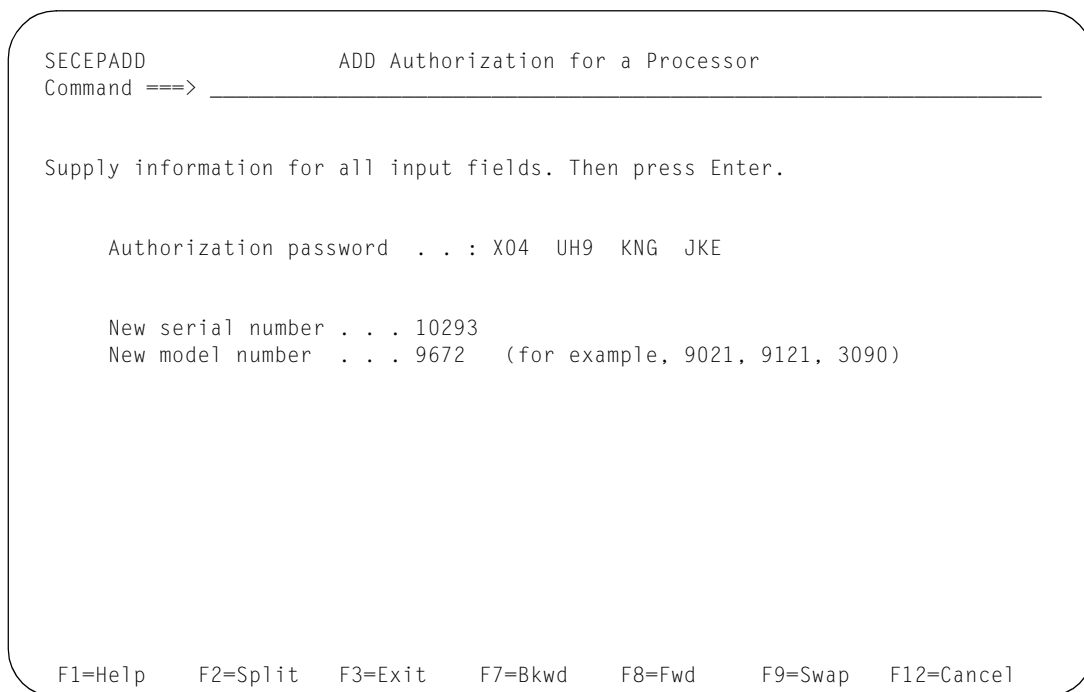 SECEPADD ADD Authorization for a Processor
Command ===> _________________________________________________________________
Supply information for all input fields. Then press Enter.
Authorization password . . : X04 UH9 KNG JKE
New serial number . . . 10293
New model number . . . 9672 (for example, 9021, 9121, 3090)
F1=Help F2=Split F3=Exit F7=Bkwd F8=Fwd F9=Swap F12=Cancel